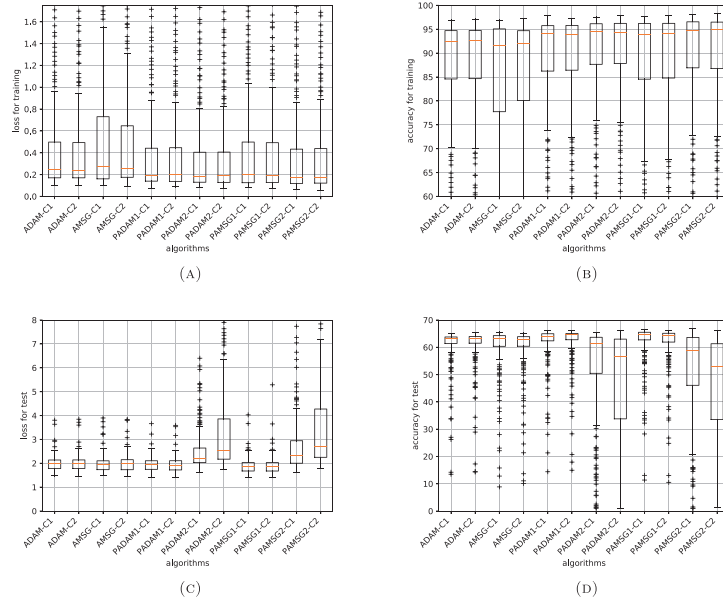 loss for training
1.6
1.4
1.2
1.0
0.8
0.6
0.4
0.2
0.0
ADAM-C1
ADAM-C2
AMSG-C1
AMSG-C2
PADAM1-C1
PADAM1-C2
PADAM2-C1
PADAM2-C2
PAMSG1-C1
PAMSG1-C2
PAMSG2-C1
PAMSG2-C2
algorithms
(A)
accuracy for training
100
95
90
85
80
75
70
65
60
ADAM-C1
ADAM-C2
AMSG-C1
AMSG-C2
PADAM1-C1
PADAM1-C2
PADAM2-C1
PADAM2-C2
PAMSG1-C1
PAMSG1-C2
PAMSG2-C1
PAMSG2-C2
algorithms
(B)
loss for test
8
7
6
5
4
3
2
1
0
ADAM-C1
ADAM-C2
AMSG-C1
AMSG-C2
PADAM1-C1
PADAM1-C2
PADAM2-C1
PADAM2-C2
PAMSG1-C1
PAMSG1-C2
PAMSG2-C1
PAMSG2-C2
algorithms
(C)
accuracy for test
70
60
50
40
30
20
10
0
ADAM-C1
ADAM-C2
AMSG-C1
AMSG-C2
PADAM1-C1
PADAM1-C2
PADAM2-C1
PADAM2-C2
PAMSG1-C1
PAMSG1-C2
PAMSG2-C1
PAMSG2-C2
algorithms
(D)